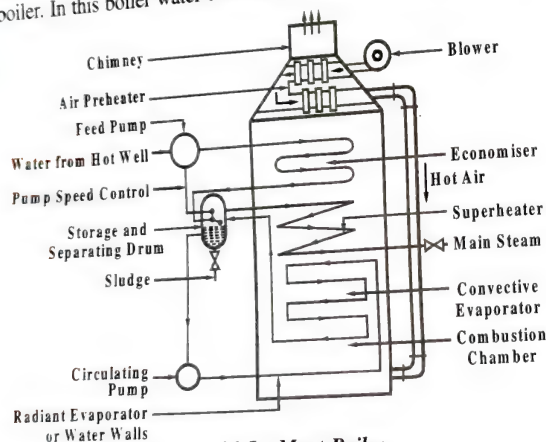 boiler. In this boiler water
Chimney
Blower
Air Preheater
Feed Pump
Water from Hot Well
Economiser
Hot Air
Pump Speed Control
Superheater
Storage and
Separating Drum
Main Steam
Sludge
Convective
Evaporator
Combustion
Chamber
Circulating
Pump
Radiant Evaporator
or Water Walls